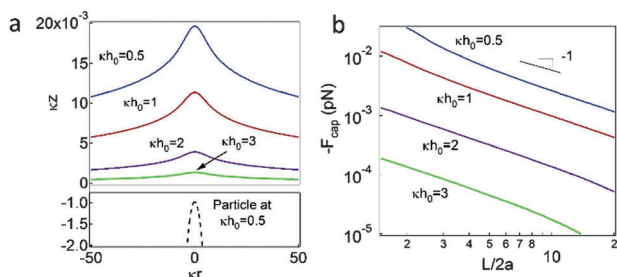 a
20x10⁻³
15
10
5
0
κz
κh₀=0.5
κh₀=1
κh₀=2
κh₀=3
-1.0
-1.5
-2.0
Particle at
κh₀=0.5
-50
0
50
κr
b
10⁻²
10⁻³
10⁻⁴
10⁻⁵
-F_cap (pN)
κh₀=0.5
-1
κh₀=1
κh₀=2
κh₀=3
2
3
4
5
6
7
8
10
2
L/2a